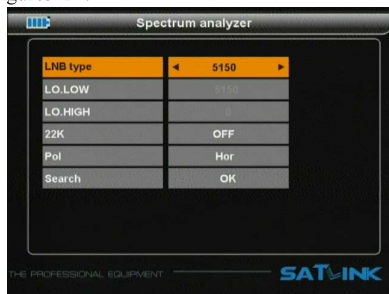 Spectrum analyzer
LNB type 5150
LO.LOW 5150
LO.HIGH 0
22K OFF
Pol Hor
Search OK
THE PROFESSIONAL EQUIPMENT SATLINK